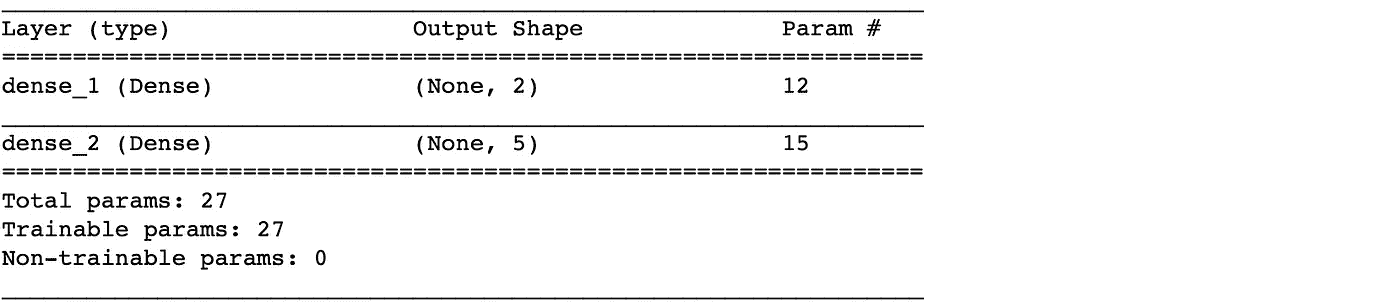 Layer (type) Output Shape Param #
=================================================================
dense_1 (Dense) (None, 2) 12
dense_2 (Dense) (None, 5) 15
=================================================================
Total params: 27
Trainable params: 27
Non-trainable params: 0